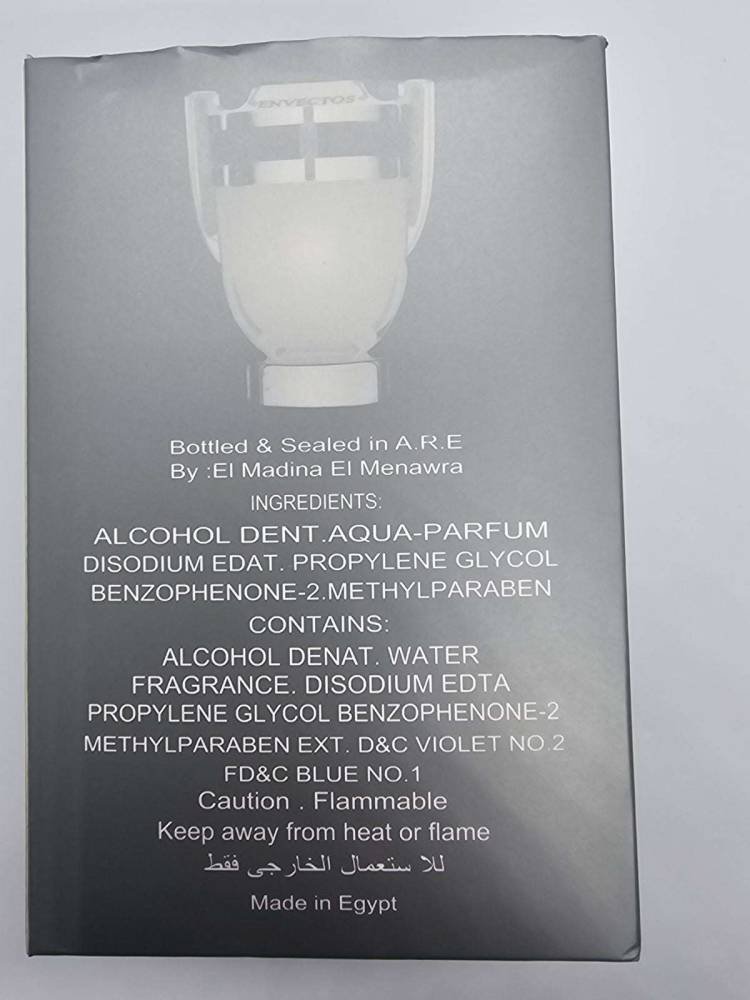 ENVECTOS
Bottled & Sealed in A.R.E
By :El Madina El Menawra
INGREDIENTS:
ALCOHOL DENT.AQUA-PARFUM
DISODIUM EDAT. PROPYLENE GLYCOL
BENZOPHENONE-2.METHYLPARABEN
CONTAINS:
ALCOHOL DENAT. WATER
FRAGRANCE. DISODIUM EDTA
PROPYLENE GLYCOL BENZOPHENONE-2
METHYLPARABEN EXT. D&C VIOLET NO.2
FD&C BLUE NO.1
Caution . Flammable
Keep away from heat or flame
للا ستعمال الخارجى فقط
Made in Egypt